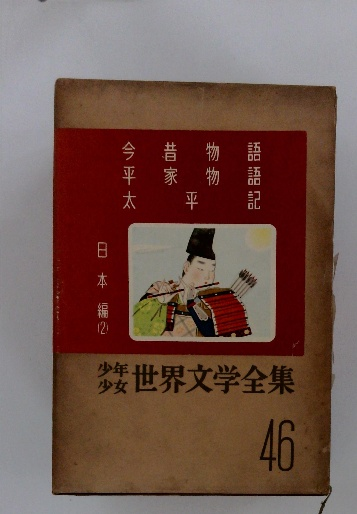 今昔物語
平家物語
太平記
日本編(2)
少年少女世界文学全集
46